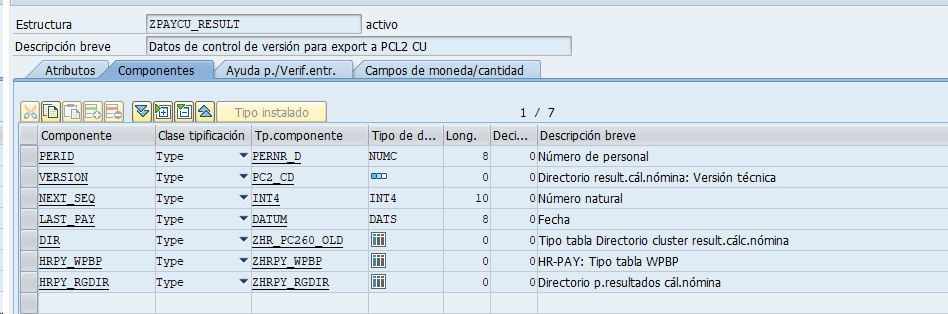 Estructura ZPAYCU_RESULT activo
Descripción breve Datos de control de versión para export a PCL2 CU
Atributos Componentes Ayuda p./Verif.entr. Campos de moneda/cantidad
Tipo instalado 1 / 7
Componente Clase tipificación Tp.componente Tipo de d... Long. Deci... Descripción breve
PERID Type PERNR_D NUMC 8 0 Número de personal
VERSION Type PC2_CD 0 0 Directorio result.cál.nómina: Versión técnica
NEXT_SEQ Type INT4 INT4 10 0 Número natural
LAST_PAY Type DATUM DATS 8 0 Fecha
DIR Type ZHR_PC260_OLD 0 0 Tipo tabla Directorio cluster result.cálc.nómina
HRPY_WPBP Type ZHRPY_WPBP 0 0 HR-PAY: Tipo tabla WPBP
HRPY_RGDIR Type ZHRPY_RGDIR 0 0 Directorio p.resultados cál.nómina